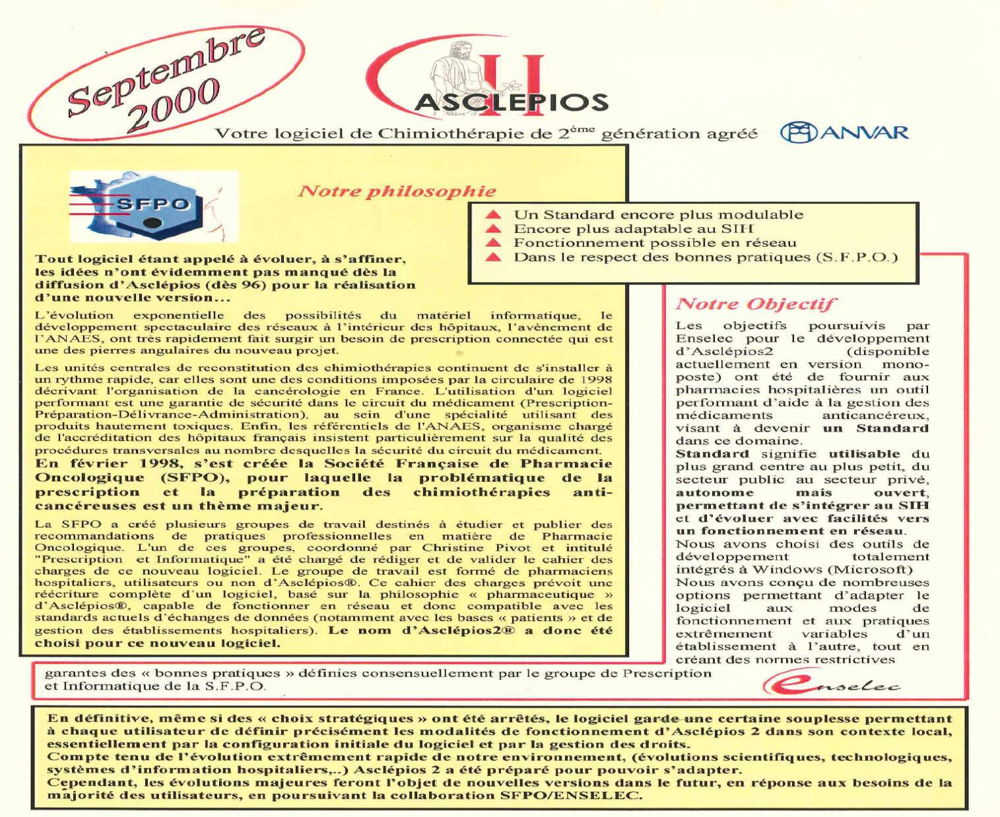 Septembre
2000
II
ASCLEPIOS
Votre logiciel de Chimiothérapie de 2ème génération agréé
ANVAR
SFPO
Notre philosophie
Un Standard encore plus modulable
Encore plus adaptable au SIH
Fonctionnement possible en réseau
Dans le respect des bonnes pratiques (S.F.P.O.)
Tout logiciel étant appelé à évoluer, à s'affiner,
les idées n'ont évidemment pas manqué dès la
diffusion d'Asclépios (dès 96) pour la réalisation
d'une nouvelle version...
L'évolution exponentielle des possibilités du matériel informatique, le
développement spectaculaire des réseaux à l'intérieur des hôpitaux, l'avènement de
l'ANAES, ont très rapidement fait surgir un besoin de prescription connectée qui est
une des pierres angulaires du nouveau projet.
Les unités centrales de reconstitution des chimiothérapies continuent de s'installer à
un rythme rapide, car elles sont une des conditions imposées par la circulaire de 1998
décrivant l'organisation de la cancérologie en France. L'utilisation d'un logiciel
performant est une garantie de sécurité dans le circuit du médicament (Prescription-
Préparation-Délivrance-Administration), au sein d'une spécialité utilisant des
produits hautement toxiques. Enfin, les référentiels de l'ANAES, organisme chargé
de l'accréditation des hôpitaux français insistent particulièrement sur la qualité des
procédures transversales au nombre desquelles la sécurité du circuit du médicament.
En février 1998, s'est créée la Société Française de Pharmacie
Oncologique (SFPO), pour laquelle la problématique de la
prescription et la préparation des chimiothérapies anti-
cancéreuses est un thème majeur.
La SFPO a créé plusieurs groupes de travail destinés à étudier et publier des
recommandations de pratiques professionnelles en matière de Pharmacie
Oncologique. L'un de ces groupes, coordonné par Christine Pivot et intitulé
"Prescription et Informatique" a été chargé de rédiger et de valider le cahier des
charges de ce nouveau logiciel. Le groupe de travail est formé de pharmaciens
hospitaliers, utilisateurs ou non d'Asclépios®. Ce cahier des charges prévoit une
réécriture complète d'un logiciel, basé sur la philosophie « pharmaceutique »
d'Asclépios®, capable de fonctionner en réseau et donc compatible avec les
standards actuels d'échanges de données (notamment avec les bases « patients » et de
gestion des établissements hospitaliers). Le nom d'Asclépios2® a donc été
choisi pour ce nouveau logiciel.
Notre Objectif
Les objectifs poursuivis par
Enselec pour le développement
d'Asclépios2 (disponible
actuellement en version mono-
poste) ont été de fournir aux
pharmacies hospitalières un outil
performant d'aide à la gestion des
médicaments anticancéreux,
visant à devenir un Standard
dans ce domaine.
Standard signifie utilisable du
plus grand centre au plus petit, du
secteur public au secteur privé,
autonome mais ouvert,
permettant de s'intégrer au SIH
et d'évoluer avec facilités vers
un fonctionnement en réseau.
Nous avons choisi des outils de
développement totalement
intégrés à Windows (Microsoft)
Nous avons conçu de nombreuses
options permettant d'adapter le
logiciel aux modes de
fonctionnement et aux pratiques
extrêmement variables d'un
établissement à l'autre, tout en
créant des normes restrictives
garantes des « bonnes pratiques » définies consensuellement par le groupe de Prescription
et Informatique de la S.F.P.O.
enselec
En définitive, même si des « choix stratégiques » ont été arrêtés, le logiciel garde une certaine souplesse permettant
à chaque utilisateur de définir précisément les modalités de fonctionnement d'Asclépios 2 dans son contexte local,
essentiellement par la configuration initiale du logiciel et par la gestion des droits.
Compte tenu de l'évolution extrêmement rapide de notre environnement, (évolutions scientifiques, technologiques,
systèmes d'information hospitaliers,..) Asclépios 2 a été préparé pour pouvoir s'adapter.
Cependant, les évolutions majeures feront l'objet de nouvelles versions dans le futur, en réponse aux besoins de la
majorité des utilisateurs, en poursuivant la collaboration SFPO/ENSELEC.